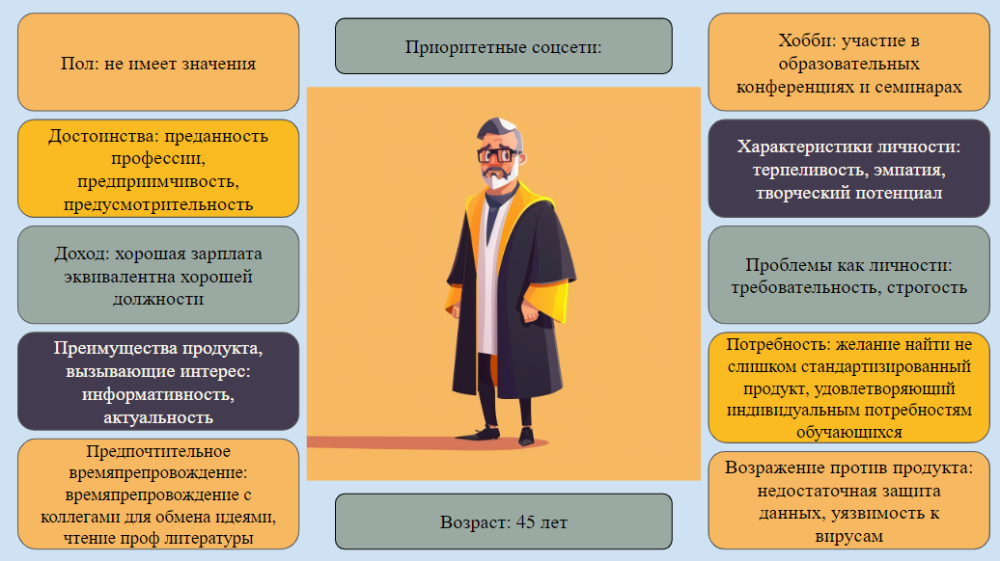 Пол: не имеет значения
Достоинства: преданность
профессии,
предприимчивость,
предусмотрительность
Доход: хорошая зарплата
эквивалентна хорошей
должности
Преимущества продукта,
вызывающие интерес:
информативность,
актуальность
Предпочтительное
времяпрепровождение:
времяпрепровождение с
коллегами для обмена идеями,
чтение проф литературы
Приоритетные соцсети:
Возраст: 45 лет
Хобби: участие в
образовательных
конференциях и семинарах
Характеристики личности:
терпеливость, эмпатия,
творческий потенциал
Проблемы как личности:
требовательность, строгость
Потребность: желание найти не
слишком стандартизированный
продукт, удовлетворяющий
индивидуальным потребностям
обучающихся
Возражение против продукта:
недостаточная защита
данных, уязвимость к
вирусам